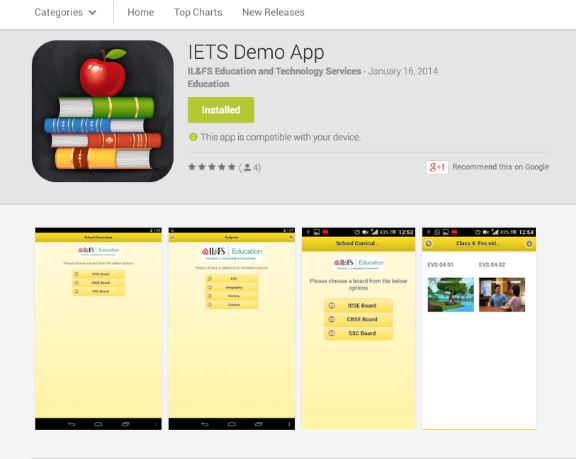 Categories Home Top Charts New Releases
IETS Demo App
IL&FS Education and Technology Services - January 16, 2014
Education
Installed
This app is compatible with your device.
(4)
g+1 Recommend this on Google
School Curriculum
IL&FS Education
Please choose a board from the below options
ICSE Board
CBSE Board
SSC Board
Subjects
IL&FS Education
Please choose a subject from the below options
EVS
Geography
History
Science
43% 12:53
School Curricul..
IL&FS Education
Please choose a board from the below
options
ICSE Board
CBSE Board
SSC Board
43% 12:54
Class 4: Evs vid..
EVS 04 01 EVS 04 02